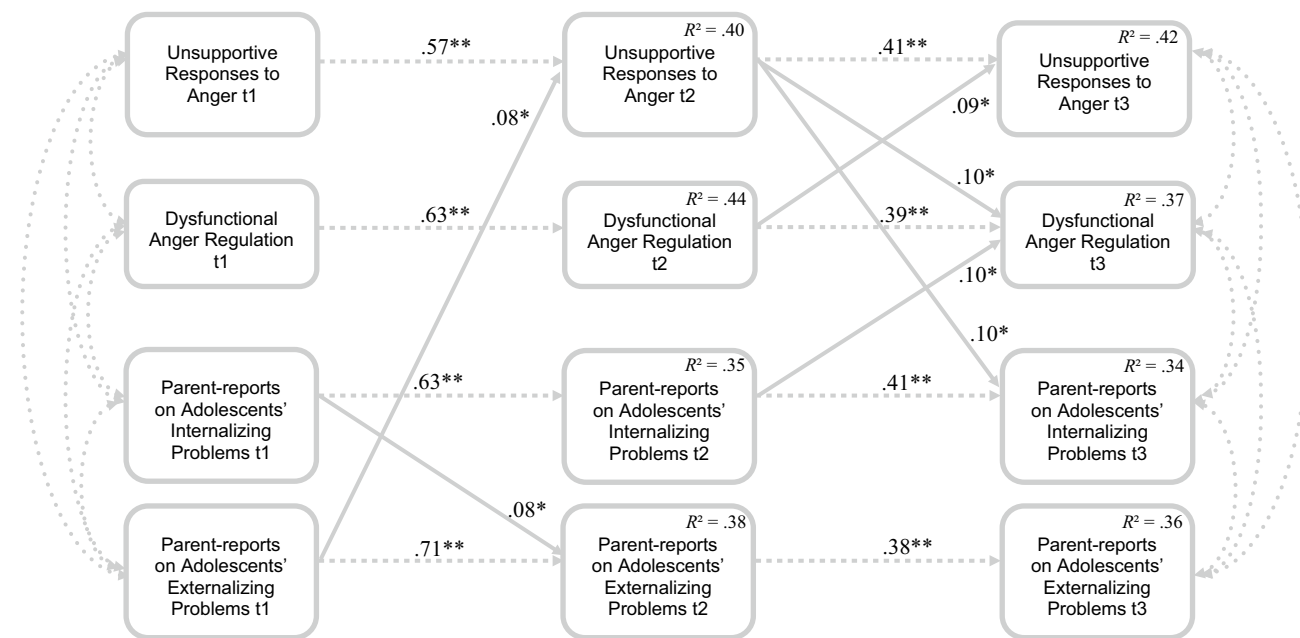 Unsupportive
Responses to
Anger t1
.57**
R² = .40
Unsupportive
Responses to
Anger t2
.41**
R² = .42
Unsupportive
Responses to
Anger t3
.08*
.09*
.10*
Dysfunctional
Anger Regulation
t1
.63**
R² = .44
Dysfunctional
Anger Regulation
t2
.39**
R² = .37
Dysfunctional
Anger Regulation
t3
.10*
.10*
Parent-reports
on Adolescents’
Internalizing
Problems t1
.63**
R² = .35
Parent-reports
on Adolescents’
Internalizing
Problems t2
.41**
R² = .34
Parent-reports
on Adolescents’
Internalizing
Problems t3
.08*
Parent-reports
on Adolescents’
Externalizing
Problems t1
.71**
R² = .38
Parent-reports
on Adolescents’
Externalizing
Problems t2
.38**
R² = .36
Parent-reports
on Adolescents’
Externalizing
Problems t3